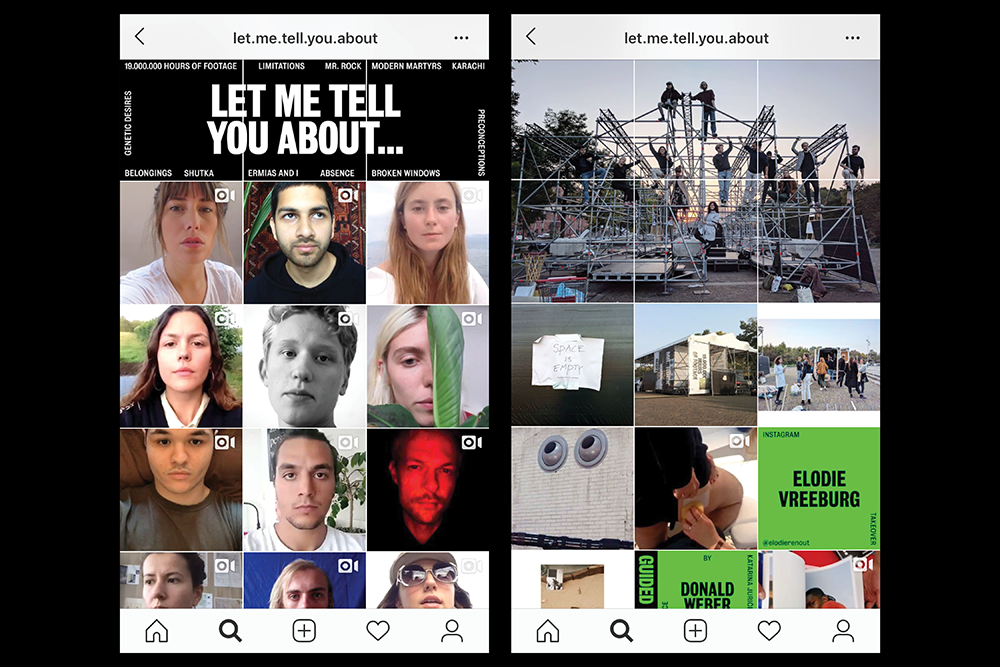 let.me.tell.you.about
19.000.000 HOURS OF FOOTAGE
LIMITATIONS
MR. ROCK
MODERN MARTYRS
KARACHI
GENETIC DESIRES
LET ME TELL
YOU ABOUT...
PRECONCEPTIONS
BELONGINGS
SHUTKA
ERMIAS AND I
ABSENCE
BROKEN WINDOWS
let.me.tell.you.about
SPACE
IS
EMPTY
INSTAGRAM
ELODIE
VREEBURG
TAKEOVER
@elodierenout
GUIDED
BY
DONALD
WEBER